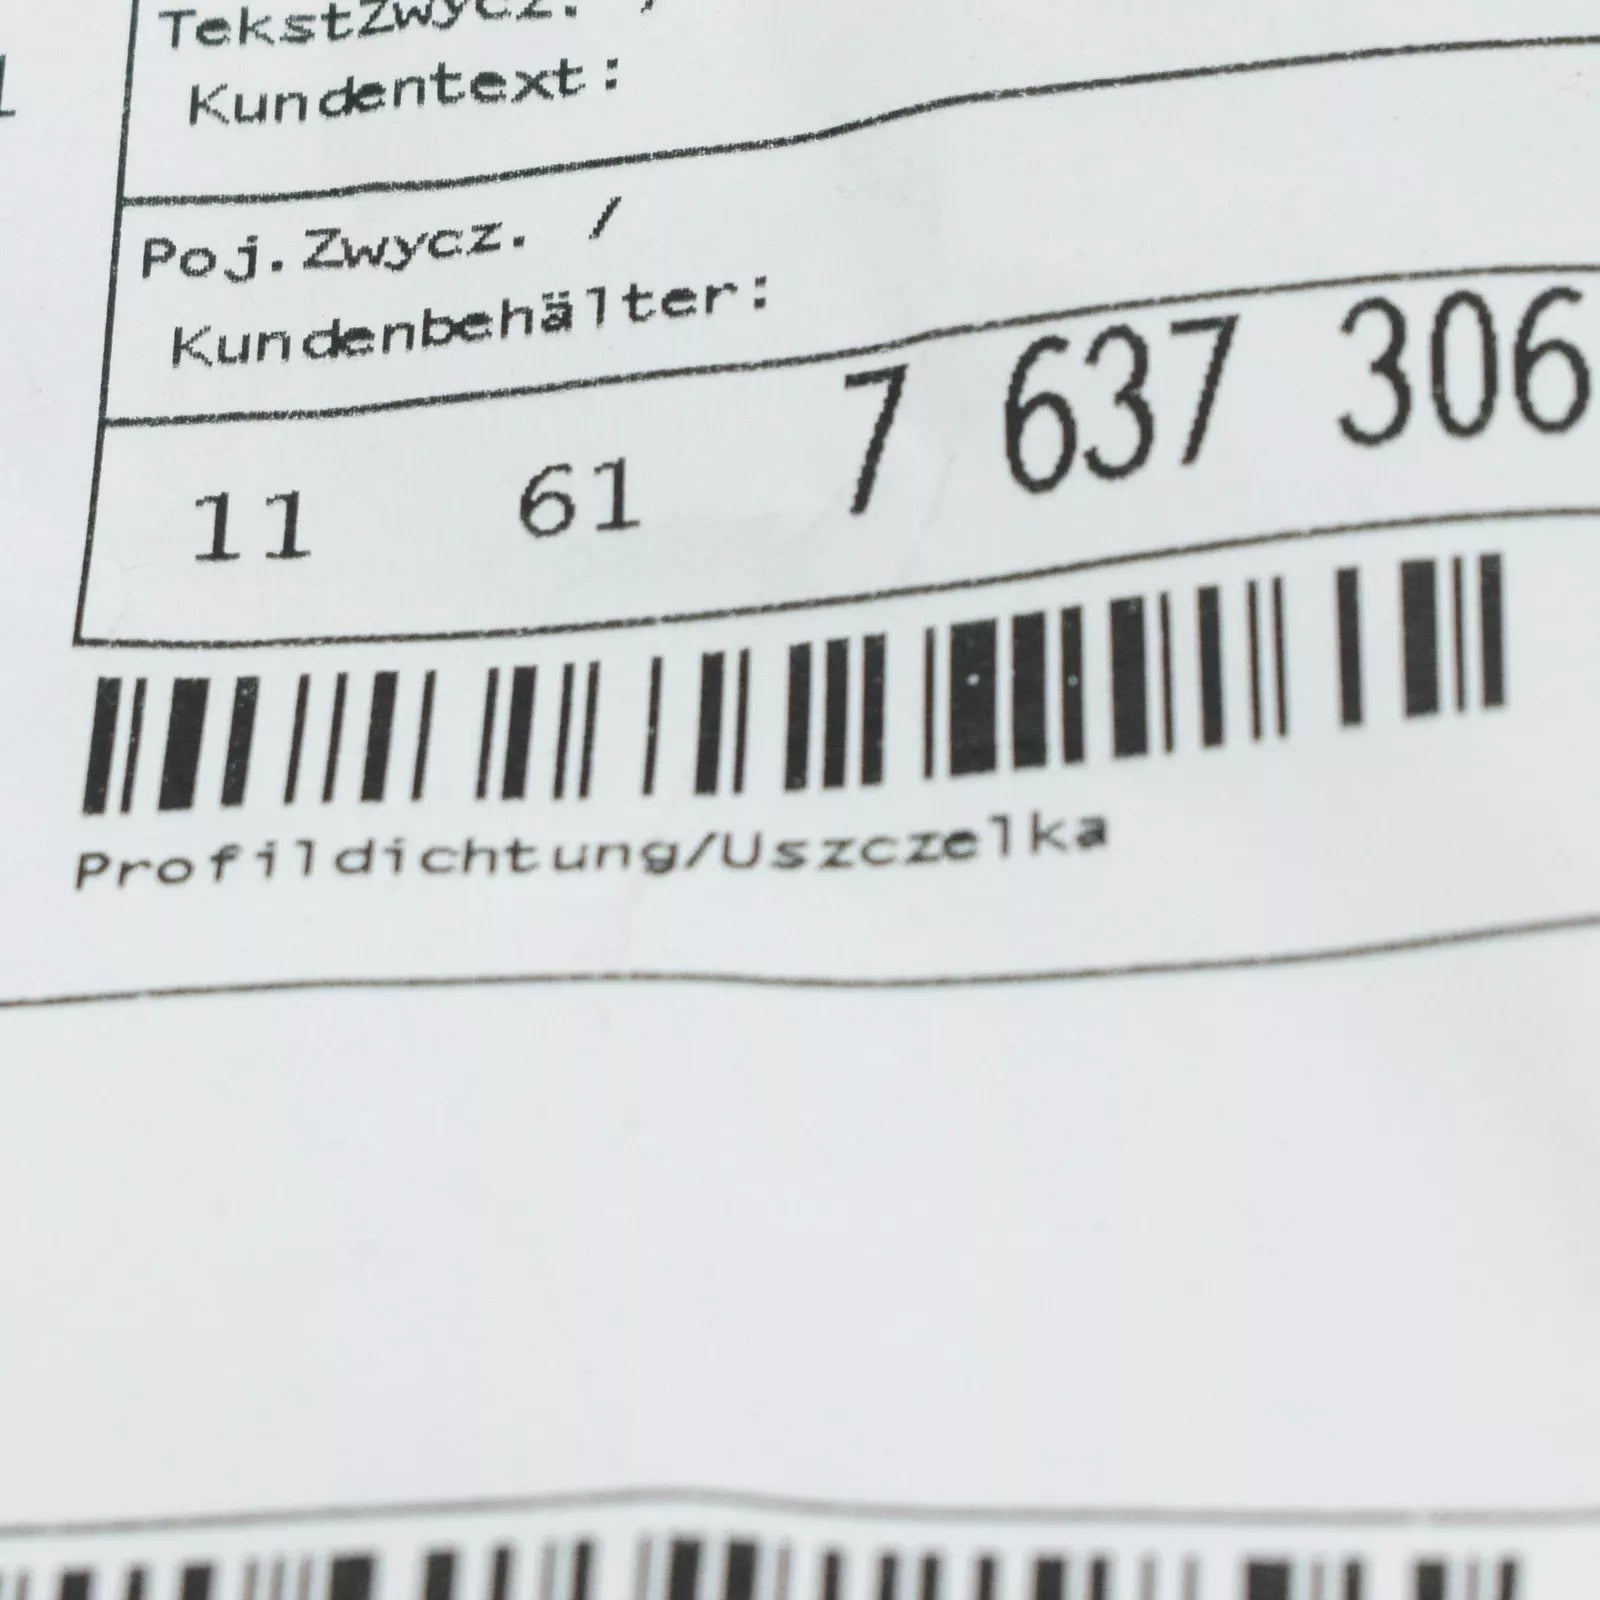 TekstZwycz. /
Kundentext:
Poj.Zwycz. /
Kundenbehälter:
11 61 7 637 306
Profildichtung/Uszczelka